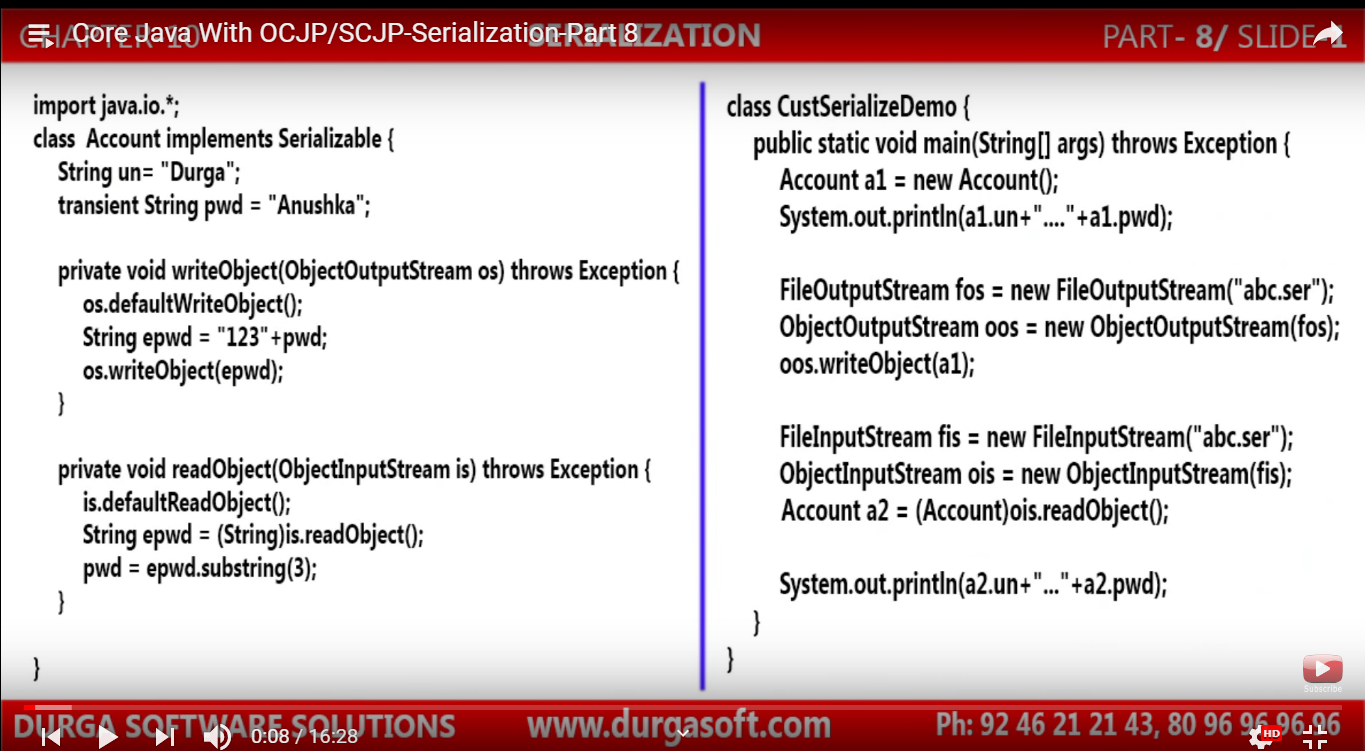 CHAPTER-10
Core Java With OCJP/SCJP-Serialization-Part 8
SERIALIZATION
PART- 8/ SLIDE-1
import java.io.*;
class Account implements Serializable {
String un= "Durga";
transient String pwd = "Anushka";
private void writeObject(ObjectOutputStream os) throws Exception {
os.defaultWriteObject();
String epwd = "123"+pwd;
os.writeObject(epwd);
}
private void readObject(ObjectInputStream is) throws Exception {
is.defaultReadObject();
String epwd = (String)is.readObject();
pwd = epwd.substring(3);
}
}
class CustSerializeDemo {
public static void main(String[] args) throws Exception {
Account a1 = new Account();
System.out.println(a1.un+"...."+a1.pwd);
FileOutputStream fos = new FileOutputStream("abc.ser");
ObjectOutputStream oos = new ObjectOutputStream(fos);
oos.writeObject(a1);
FileInputStream fis = new FileInputStream("abc.ser");
ObjectInputStream ois = new ObjectInputStream(fis);
Account a2 = (Account)ois.readObject();
System.out.println(a2.un+"..."+a2.pwd);
}
}
Subscribe
DURGA SOFTWARE SOLUTIONS
www.durgasoft.com
Ph: 92 46 21 21 43, 80 96 96 96 96
0:08 / 16:28
HD